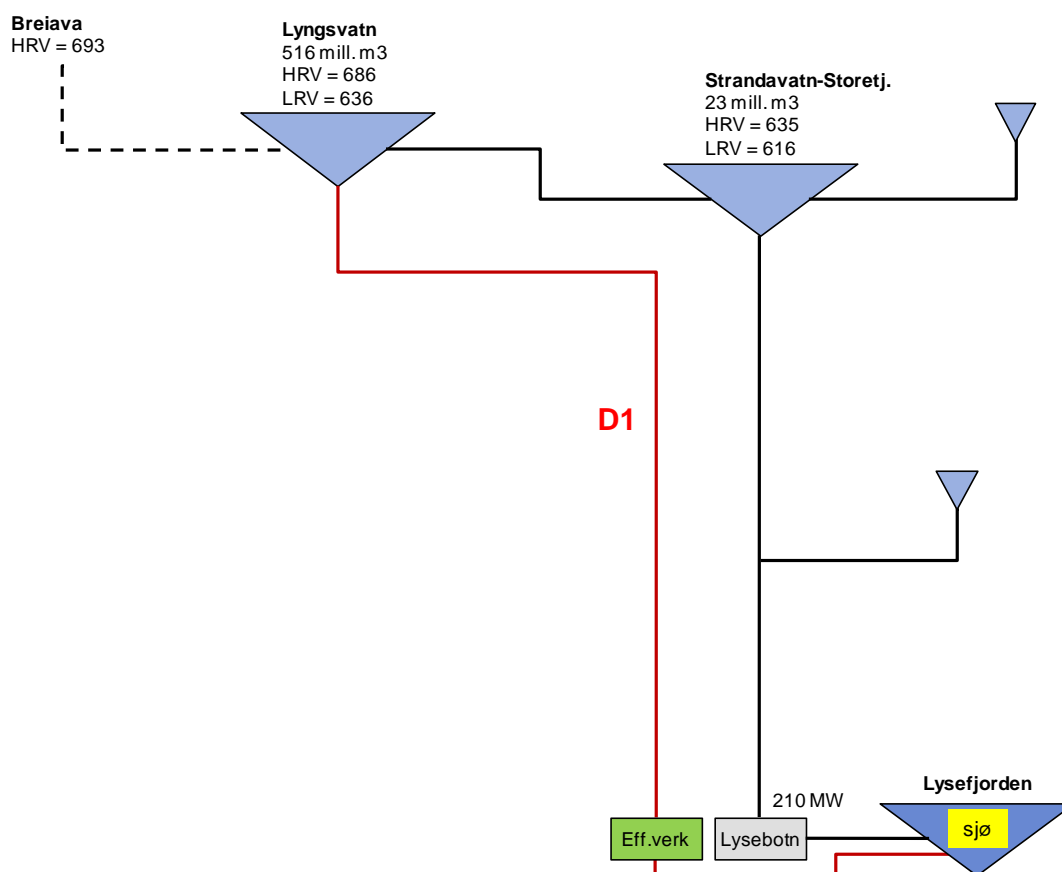 Breiava
HRV = 693
Lyngsvatn
516 mill. m3
HRV = 686
LRV = 636
Strandavatn-Storetj.
23 mill. m3
HRV = 635
LRV = 616
D1
210 MW
Lysefjorden
sjø
Eff.verk
Lysebotn